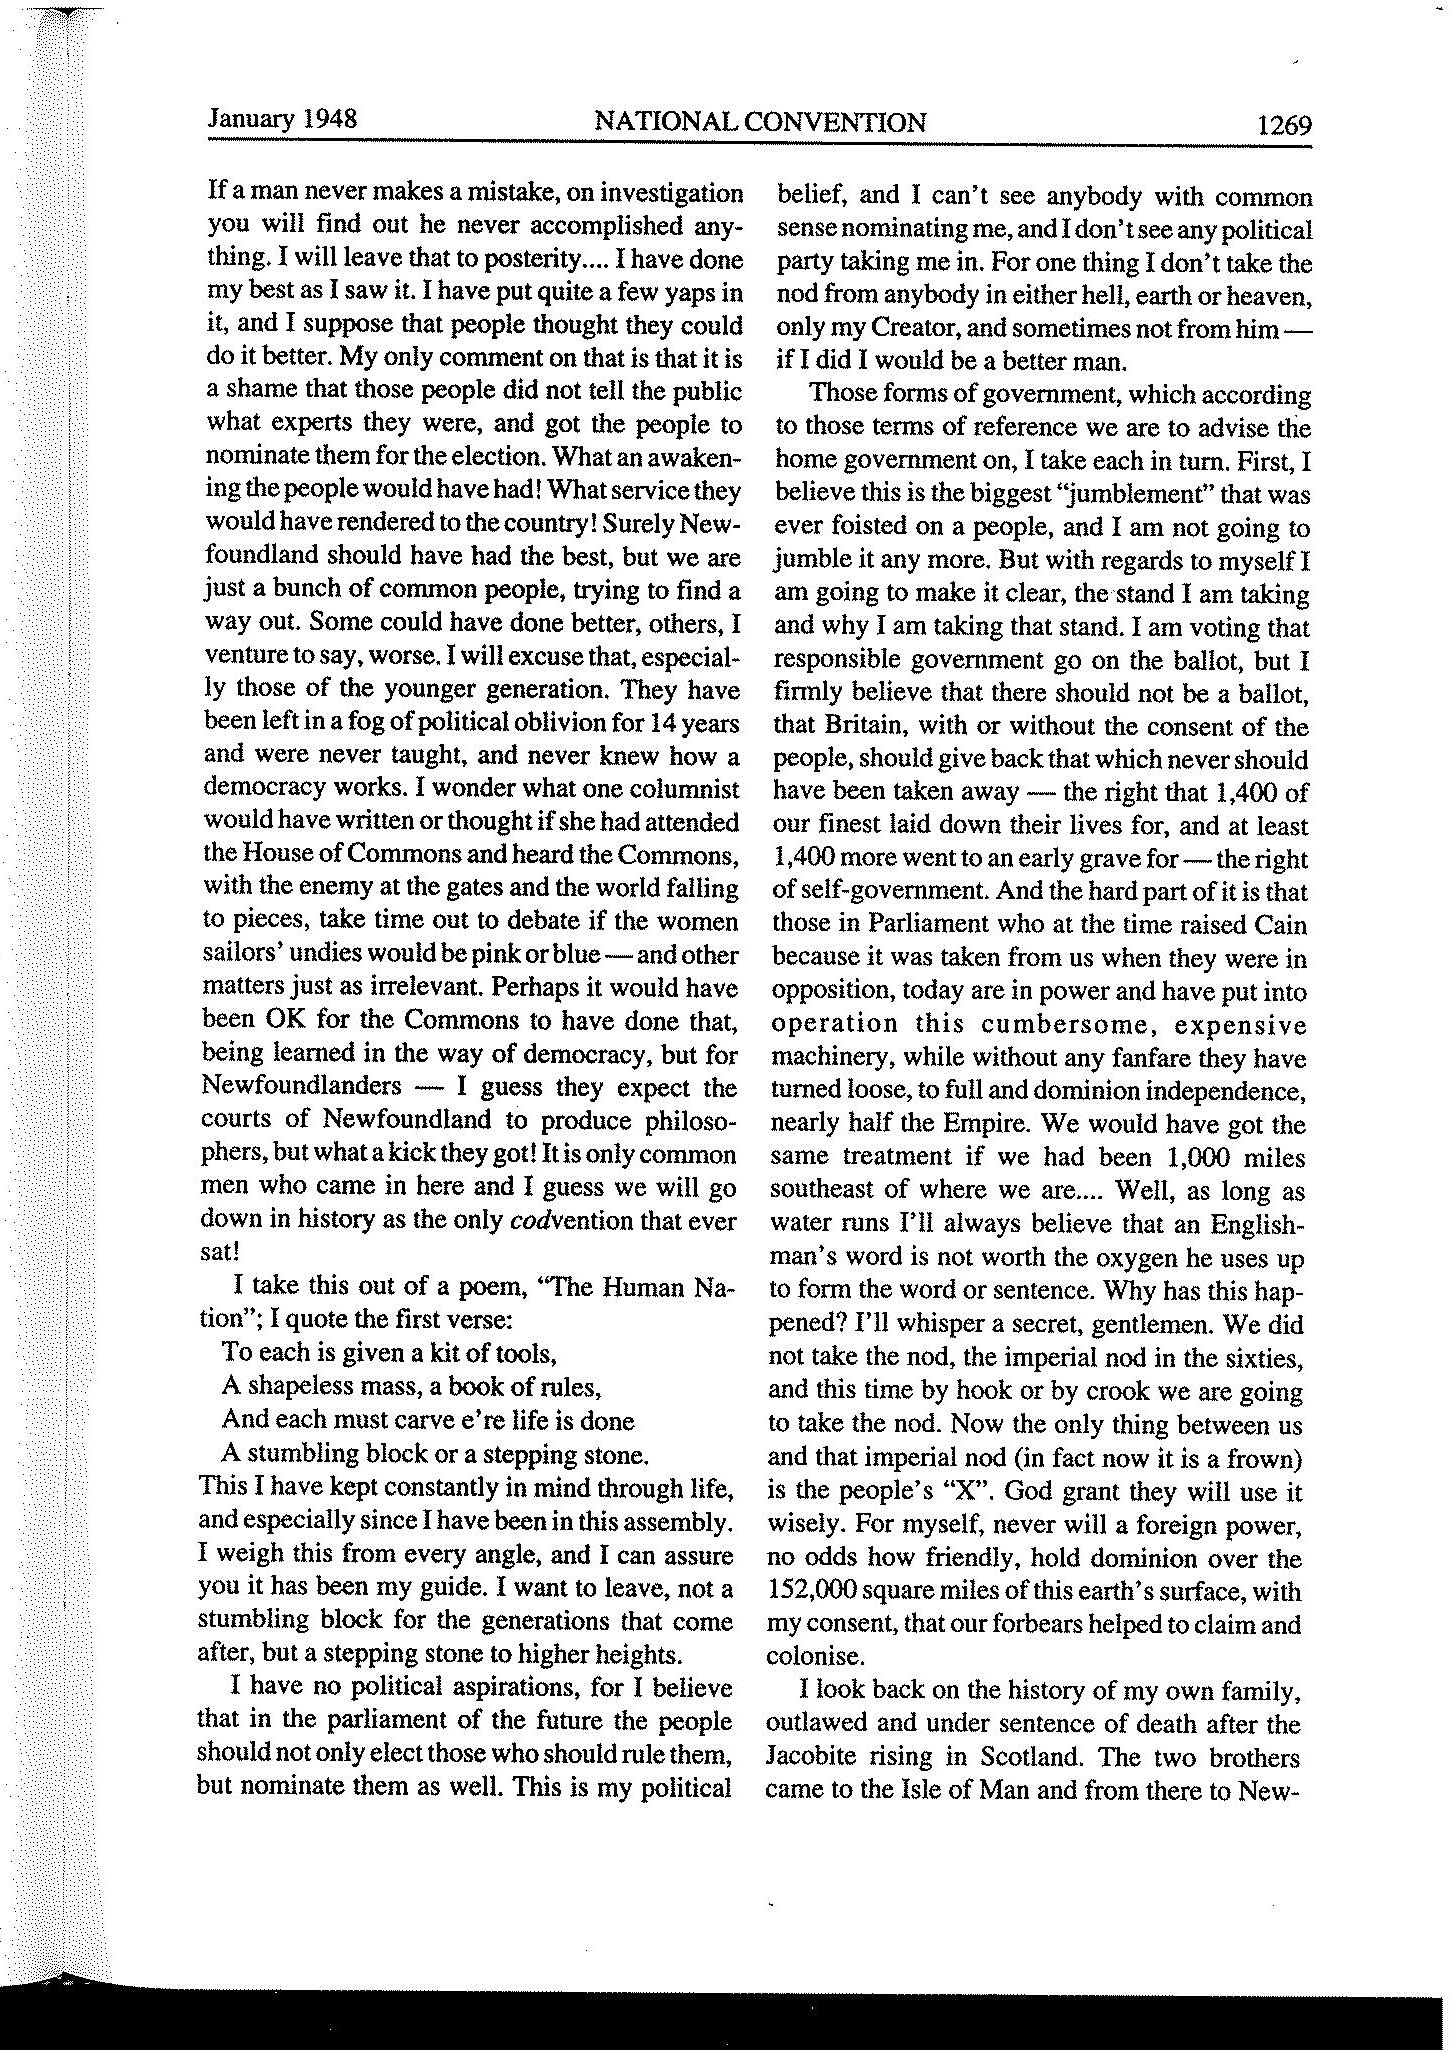 January 1948 NATIONAL CONVENTION 1269
If a man never makes a mistake, on investigation
you will find out he never accomplished any-
thing. I will leave that to posterity.... I have done
my best as I saw it. I have put quite a few yaps in
it, and I suppose that people thought they could
do it better. My only comment on that is that it is
a shame that those people did not tell the public
what experts they were, and got the people to
nominate them for the election. What an awaken-
ing the people would have had! What service they
would have rendered to the country! Surely New-
foundland should have had the best, but we are
just a bunch of common people, trying to find a
way out. Some could have done better, others, I
venture to say, worse. I will excuse that, especial-
ly those of the younger generation. They have
been left in a fog of political oblivion for 14 years
and were never taught, and never knew how a
democracy works. I wonder what one columnist
would have written or thought if she had attended
the House of Commons and heard the Commons,
with the enemy at the gates and the world falling
to pieces, take time out to debate if the women
sailors' undies would be pink or blue — and other
matters just as irrelevant. Perhaps it would have
been OK for the Commons to have done that,
being learned in the way of democracy, but for
Newfoundlanders — I guess they expect the
courts of Newfoundland to produce philoso-
phers, but what a kick they got! It is only common
men who came in here and I guess we will go
down in history as the only codvention that ever
sat!
I take this out of a poem, "The Human Na-
tion"; I quote the first verse:
To each is given a kit of tools,
A shapeless mass, a book of rules,
And each must carve e're life is done
A stumbling block or a stepping stone.
This I have kept constantly in mind through life,
and especially since I have been in this assembly.
I weigh this from every angle, and I can assure
you it has been my guide. I want to leave, not a
stumbling block for the generations that come
after, but a stepping stone to higher heights.
I have no political aspirations, for I believe
that in the parliament of the future the people
should not only elect those who should rule them,
but nominate them as well. This is my political
belief, and I can't see anybody with common
sense nominating me, and I don't see any political
party taking me in. For one thing I don't take the
nod from anybody in either hell, earth or heaven,
only my Creator, and sometimes not from him —
if I did I would be a better man.
Those forms of government, which according
to those terms of reference we are to advise the
home government on, I take each in turn. First, I
believe this is the biggest "jumblement" that was
ever foisted on a people, and I am not going to
jumble it any more. But with regards to myself I
am going to make it clear, the stand I am taking
and why I am taking that stand. I am voting that
responsible government go on the ballot, but I
firmly believe that there should not be a ballot,
that Britain, with or without the consent of the
people, should give back that which never should
have been taken away — the right that 1,400 of
our finest laid down their lives for, and at least
1,400 more went to an early grave for — the right
of self-government. And the hard part of it is that
those in Parliament who at the time raised Cain
because it was taken from us when they were in
opposition, today are in power and have put into
operation this cumbersome, expensive
machinery, while without any fanfare they have
turned loose, to full and dominion independence,
nearly half the Empire. We would have got the
same treatment if we had been 1,000 miles
southeast of where we are.... Well, as long as
water runs I'll always believe that an English-
man's word is not worth the oxygen he uses up
to form the word or sentence. Why has this hap-
pened? I'll whisper a secret, gentlemen. We did
not take the nod, the imperial nod in the sixties,
and this time by hook or by crook we are going
to take the nod. Now the only thing between us
and that imperial nod (in fact now it is a frown)
is the people's "X". God grant they will use it
wisely. For myself, never will a foreign power,
no odds how friendly, hold dominion over the
152,000 square miles of this earth's surface, with
my consent, that our forbears helped to claim and
colonise.
I look back on the history of my own family,
outlawed and under sentence of death after the
Jacobite rising in Scotland. The two brothers
came to the Isle of Man and from there to New-